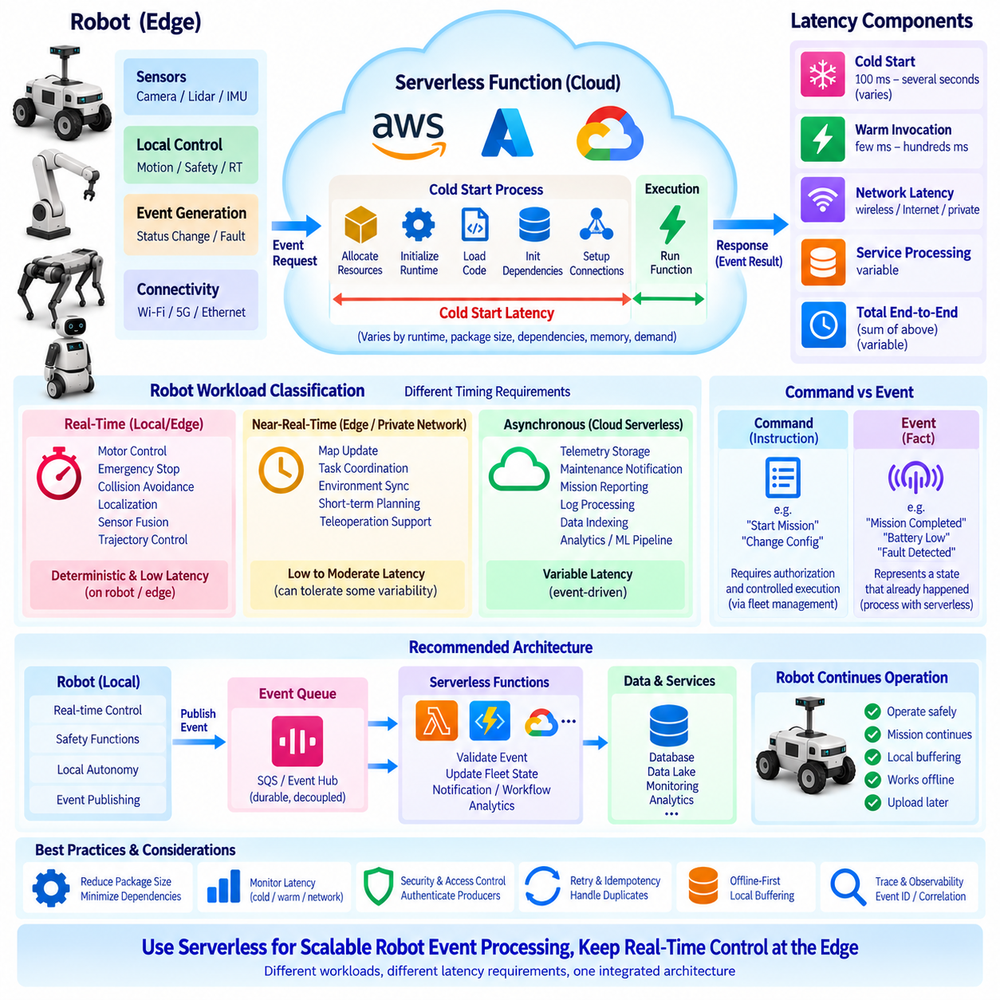 Robot (Edge)
Sensors
Camera / Lidar / IMU
Local Control
Motion / Safety / RT
Event Generation
Status Change / Fault
Connectivity
Wi-Fi / 5G / Ethernet
Event
Request
Serverless Function (Cloud)
aws
Cold Start Process
Allocate
Resources
Initialize
Runtime
Load
Code
Init
Dependencies
Setup
Connections
Execution
Run
Function
Cold Start Latency
(Varies by runtime, package size, dependencies, memory, demand)
Response
(Event Result)
Latency Components
Cold Start
100 ms – several seconds
(varies)
Warm Invocation
few ms – hundreds ms
Network Latency
wireless / Internet / private
Service Processing
variable
Total End-to-End
(sum of above)
(variable)
Robot Workload Classification
Different Timing Requirements
Real-Time (Local/Edge)
Motor Control
Emergency Stop
Collision Avoidance
Localization
Sensor Fusion
Trajectory Control
Deterministic & Low Latency
(on robot / edge)
Near-Real-Time (Edge / Private Network)
Map Update
Task Coordination
Environment Sync
Short-term Planning
Teleoperation Support
Low to Moderate Latency
(can tolerate some variability)
Asynchronous (Cloud Serverless)
Telemetry Storage
Maintenance Notification
Mission Reporting
Log Processing
Data Indexing
Analytics / ML Pipeline
Variable Latency
(event-driven)
Command vs Event
Command
(Instruction)
e.g.
"Start Mission"
"Change Config"
Requires authorization
and controlled execution
(via fleet management)
Event
(Fact)
e.g.
"Mission Completed"
"Battery Low"
"Fault Detected"
Represents a state
that already happened
(process with serverless)
Recommended Architecture
Robot (Local)
Real-time Control
Safety Functions
Local Autonomy
Event Publishing
Publish
Event
Event Queue
SQS / Event Hub
(durable, decoupled)
Serverless Functions
Validate Event
Update Fleet State
Notification / Workflow
Analytics
Data & Services
Database
Data Lake
Monitoring
Analytics
Robot Continues Operation
Operate safely
Mission continues
Local buffering
Works offline
Upload later
Best Practices & Considerations
Reduce Package Size
Minimize Dependencies
Monitor Latency
(cold / warm / network)
Security & Access Control
Authenticate Producers
Retry & Idempotency
Handle Duplicates
Offline-First
Local Buffering
Trace & Observability
Event ID / Correlation
Use Serverless for Scalable Robot Event Processing, Keep Real-Time Control at the Edge
Different workloads, different latency requirements, one integrated architecture